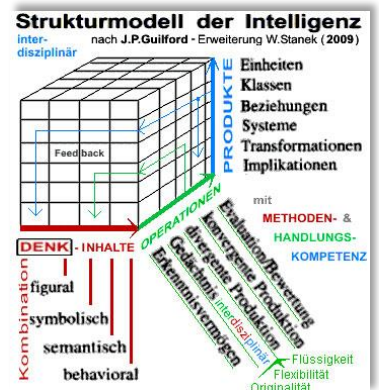 Strukturmodell der Intelligenz
inter-
disziplinär
nach J.P.Guilford - Erweiterung W.Stanek (2009)
PRODUKTE
Einheiten
Klassen
Beziehungen
Systeme
Transformationen
Implikationen
Feedback
mit
METHODEN- &
HANDLUNGS-
KOMPETENZ
OPERATIONEN
Evaluation/Bewertung
konvergente Produktion
divergente Produktion
Gedächtnis interdisziplinär
Erkenntnisvermögen
DENK - INHALTE
Kombination
figural
symbolisch
semantisch
behavioral
Flüssigkeit
Flexibilität
Originalität